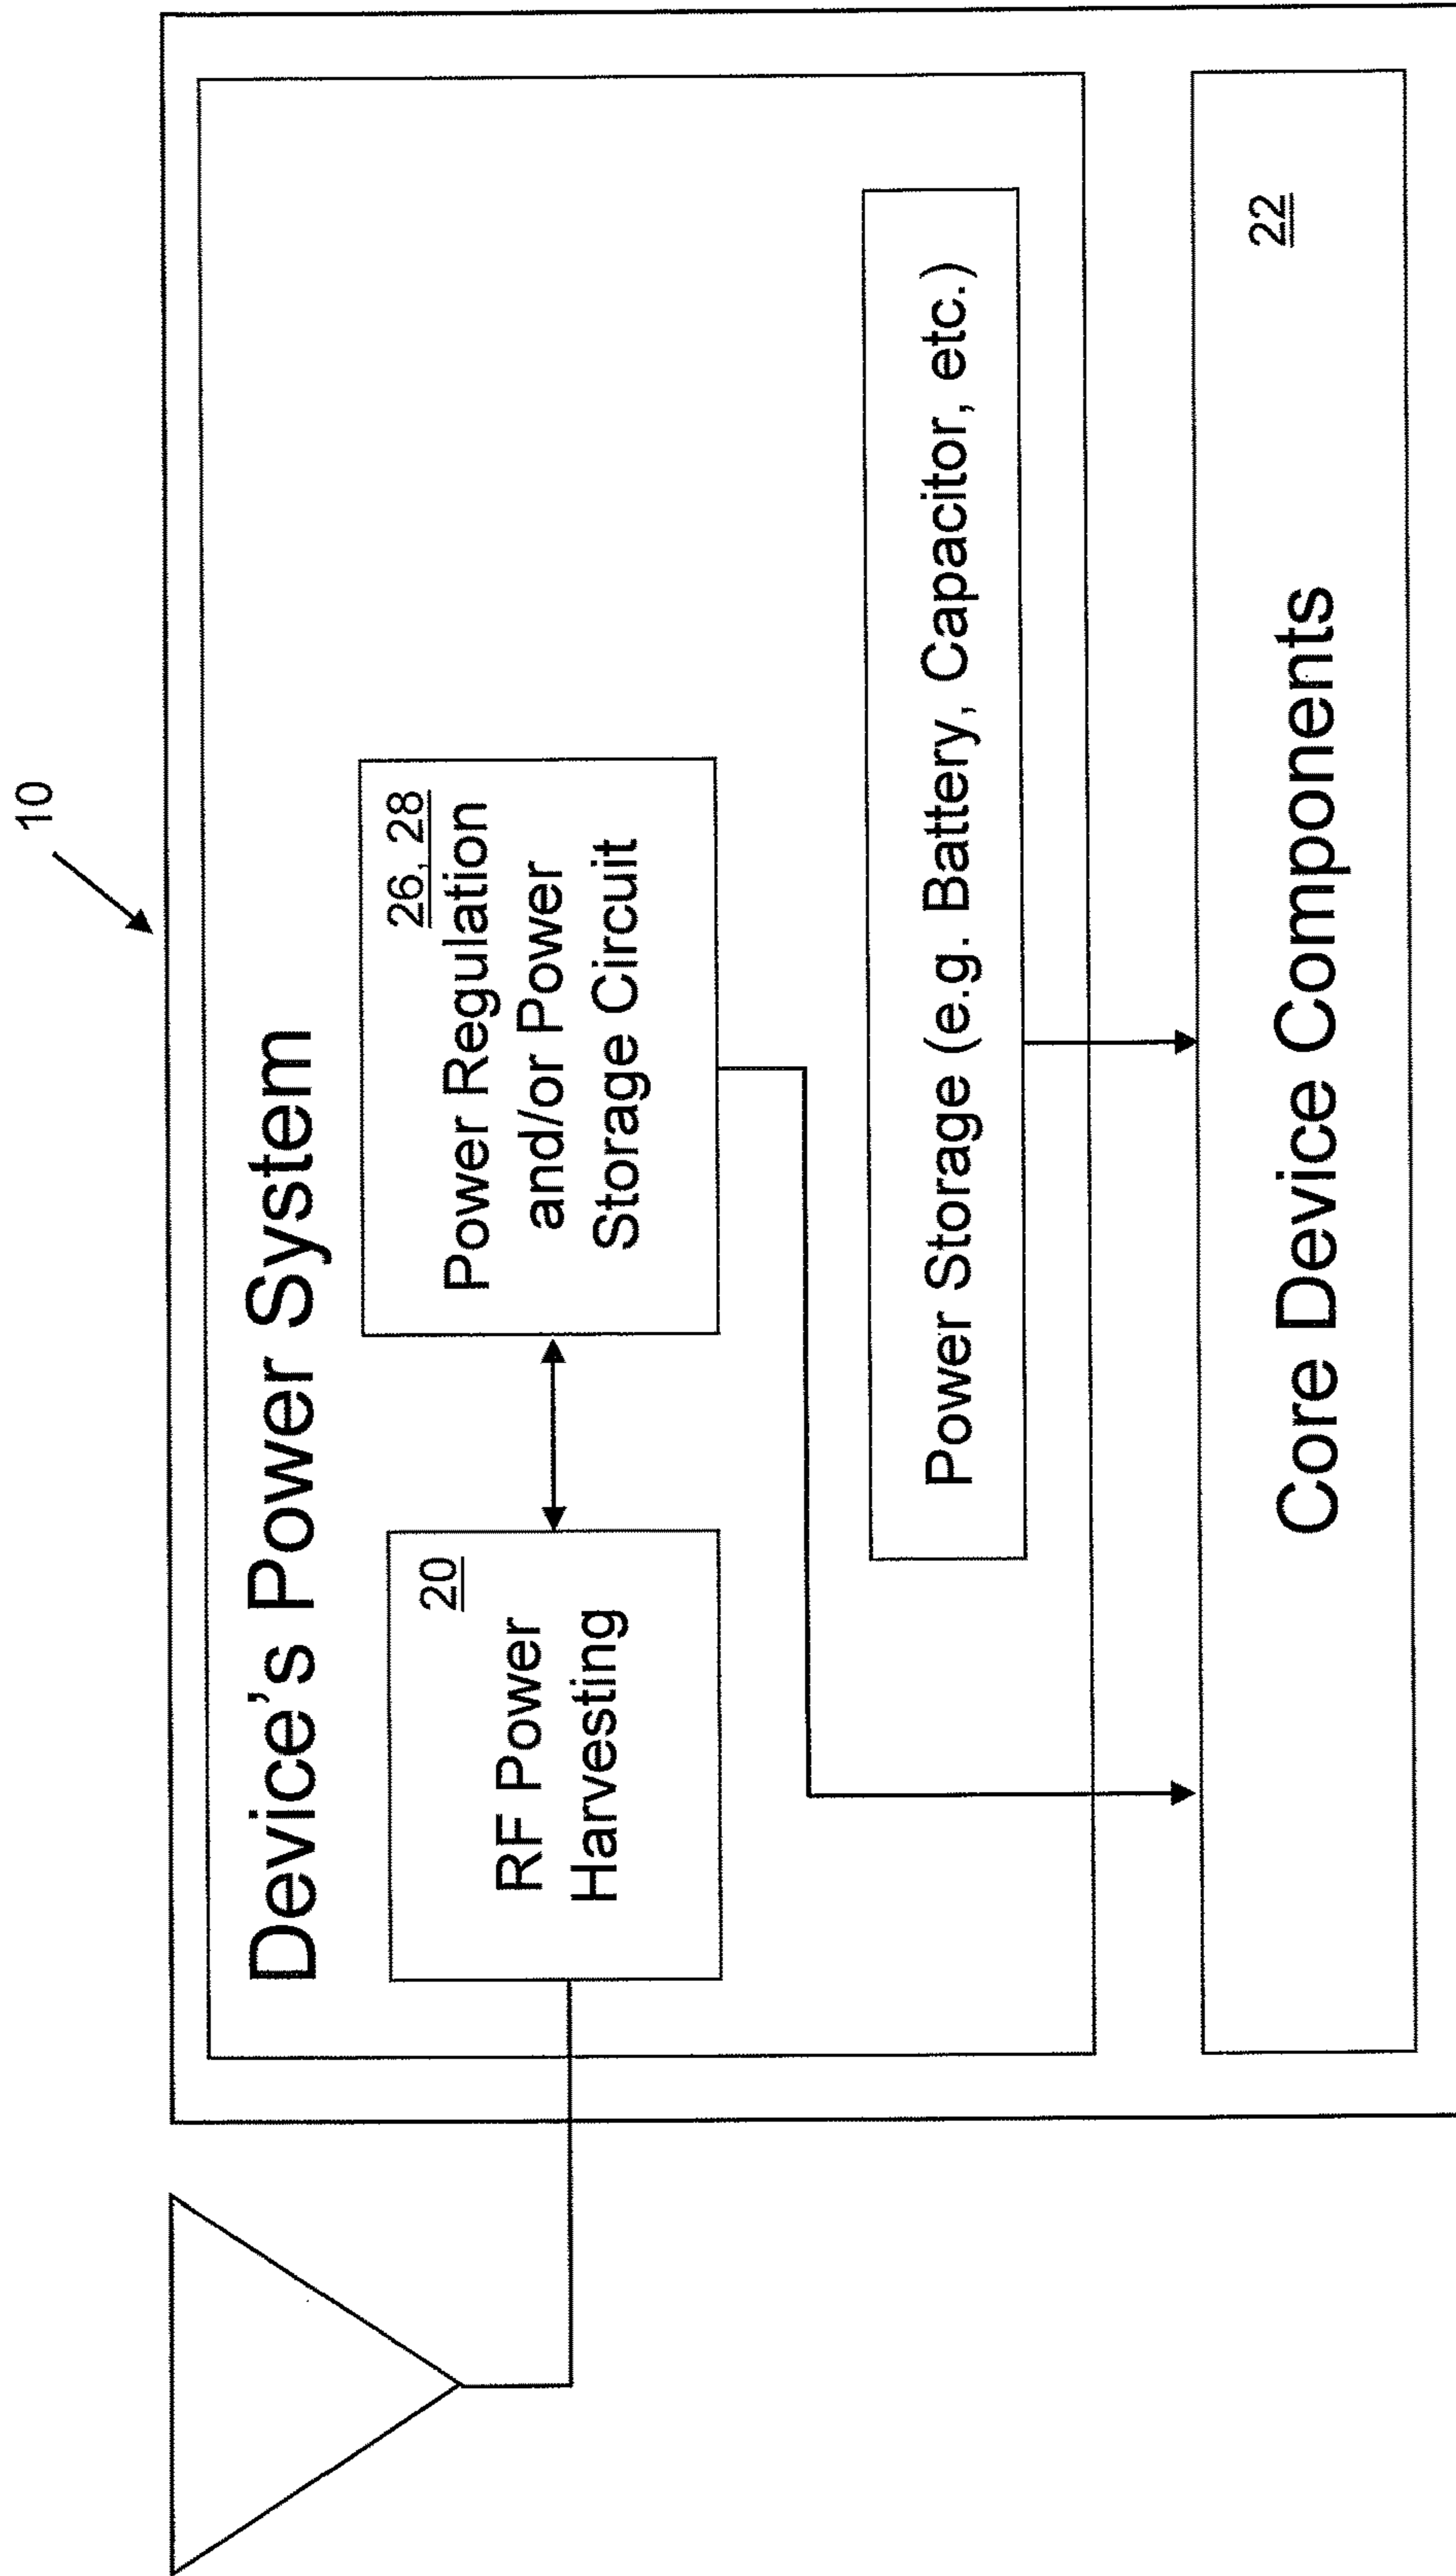 10
Device's Power System
20
RF Power
Harvesting
26, 28
Power Regulation
and/or Power
Storage Circuit
Power Storage (e.g. Battery, Capacitor, etc.)
22
Core Device Components